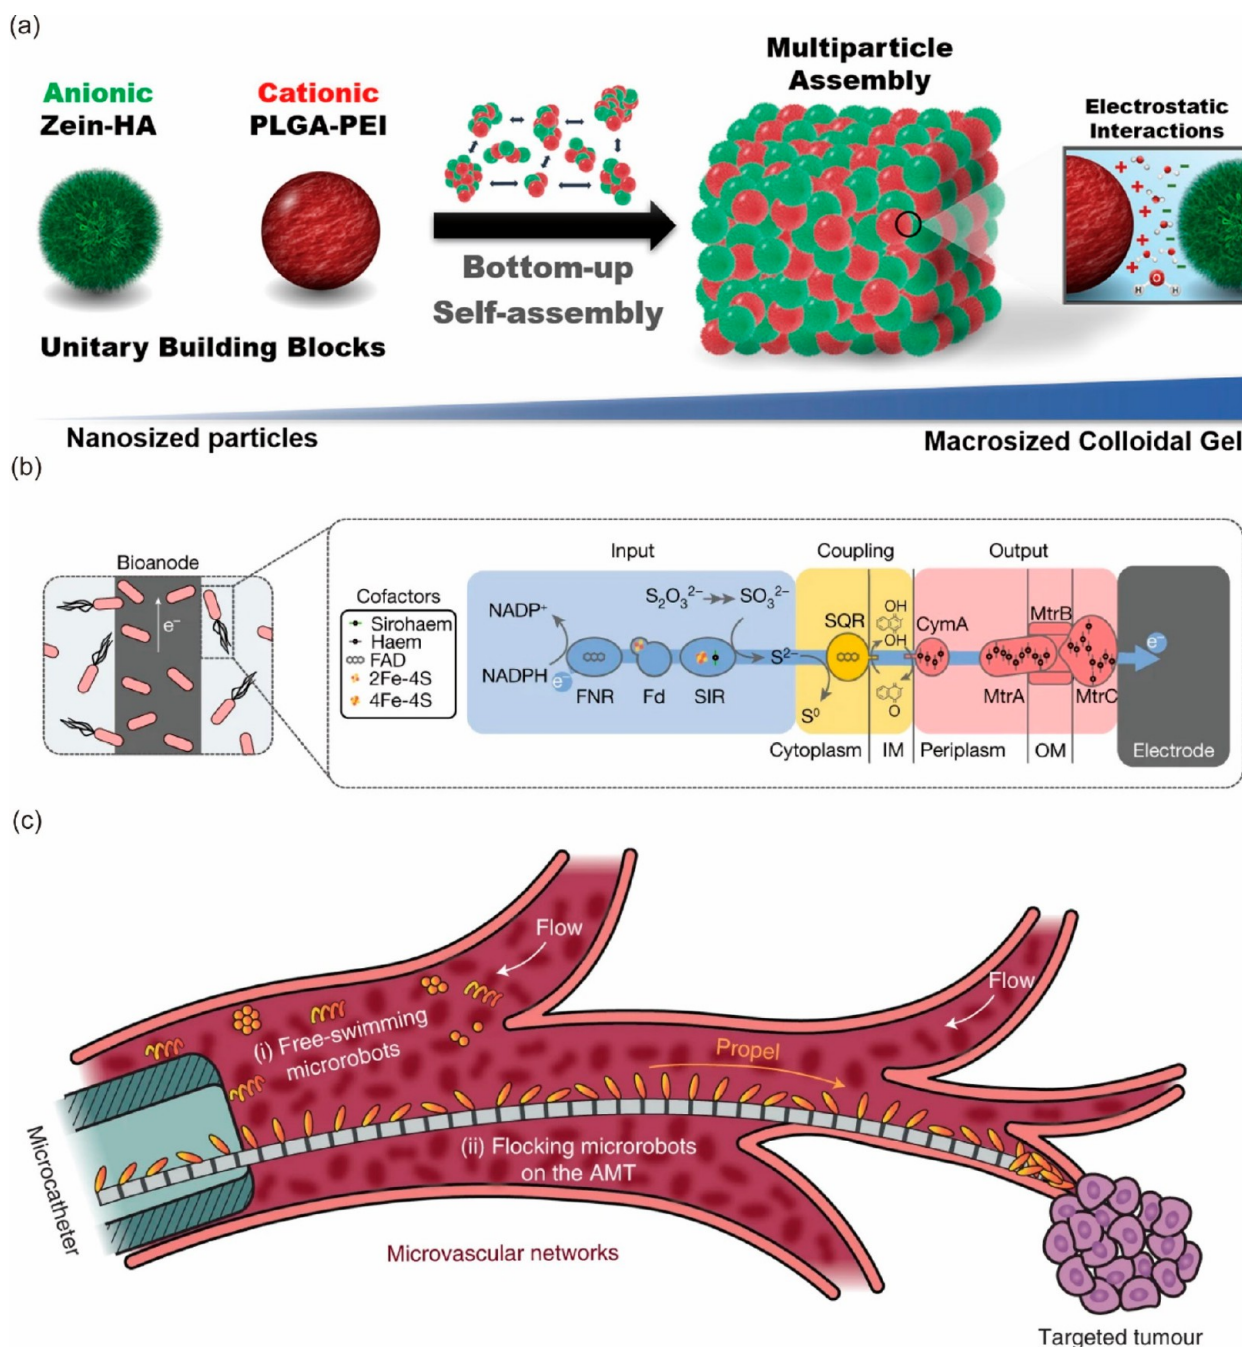 (a)
Anionic
Zein-HA
Cationic
PLGA-PEI
Unitary Building Blocks
Bottom-up
Self-assembly
Multiparticle
Assembly
Electrostatic
Interactions
O
H H
Nanosized particles
Macrosized Colloidal Gel
(b)
Bioanode
e⁻
Cofactors
Sirohaem
Haem
FAD
2Fe-4S
4Fe-4S
Input
Coupling
Output
NADP⁺
NADPH
e⁻
FNR
Fd
SIR
S₂O₃²⁻
SO₃²⁻
S²⁻
S⁰
SQR
OH
OH
O
CymA
MtrA
MtrB
MtrC
e⁻
Cytoplasm
IM
Periplasm
OM
Electrode
(c)
Flow
Flow
(i) Free-swimming
microrobots
Propel
(ii) Flocking microrobots
on the AMT
Microcatheter
Microvascular networks
Targeted tumour